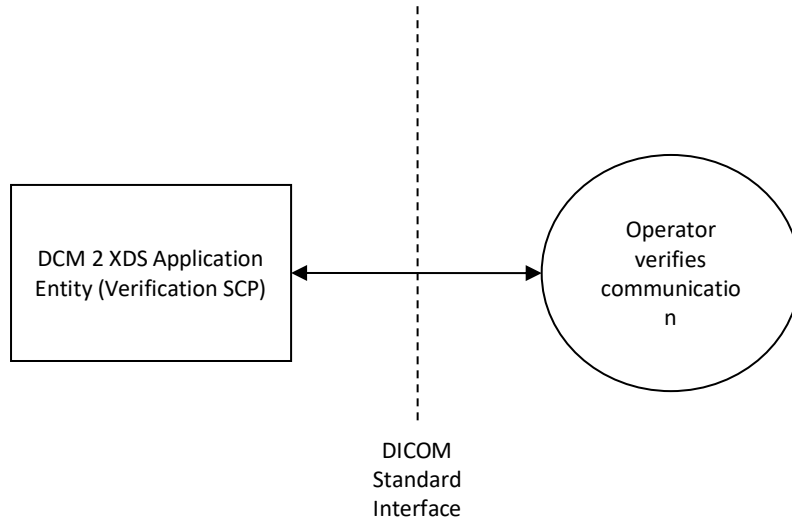 DCM 2 XDS Application
Entity (Verification SCP)
Operator
verifies
communicatio
n
DICOM
Standard
Interface